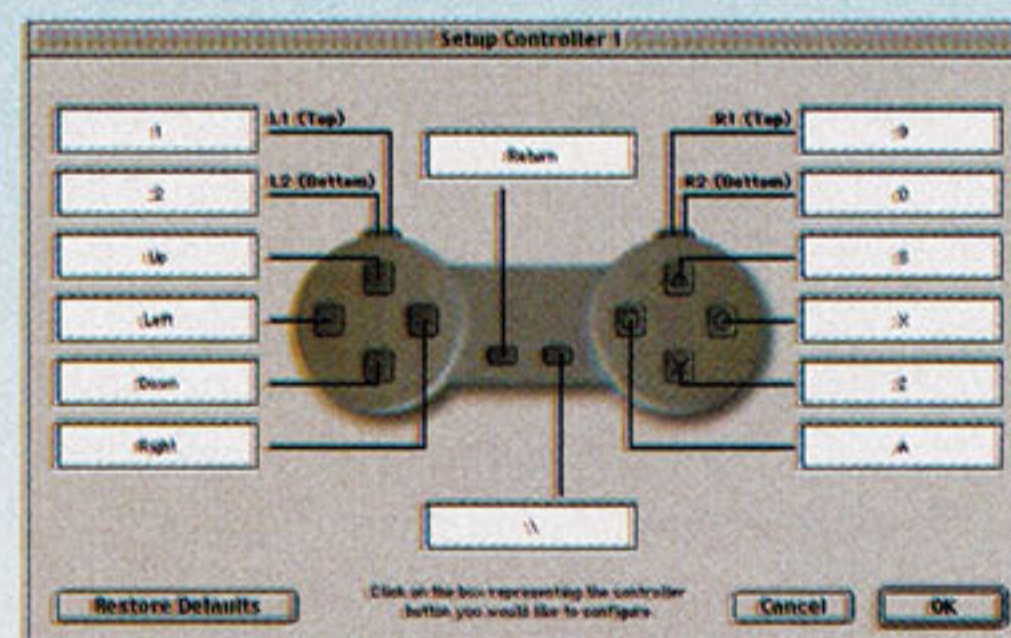 Setup Controller 1
1
L1 (Top)
Return
R1 (Top)
9
2
L2 (Bottom)
R2 (Bottom)
0
Up
S
Left
X
Down
Z
Right
A
\
Click on the box representing the controller
button you would like to configure
Restore Defaults
Cancel
OK